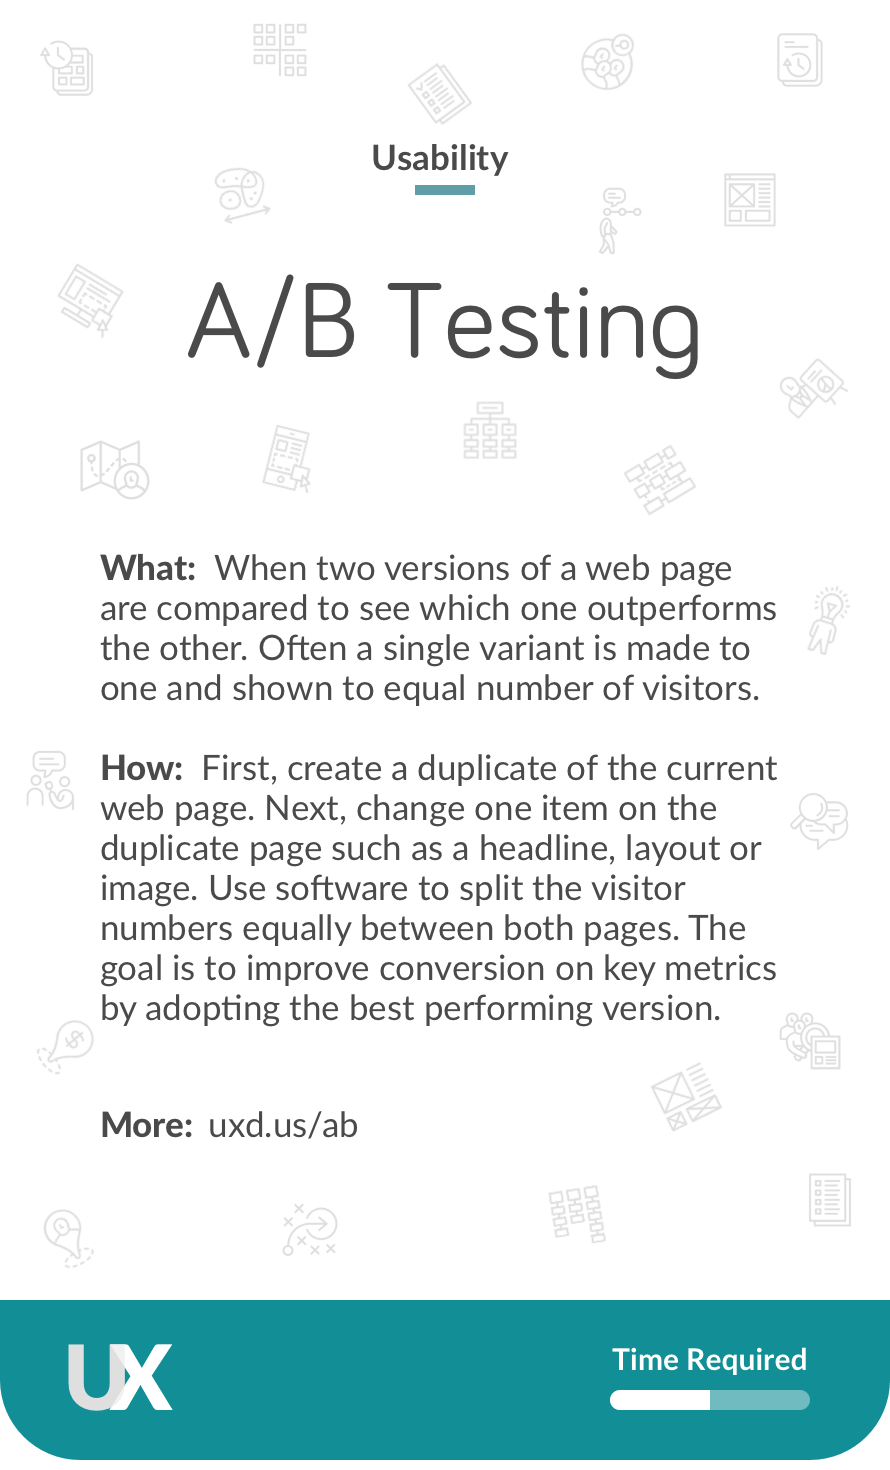 Usability
A/B Testing
What: When two versions of a web page
are compared to see which one outperforms
the other. Often a single variant is made to
one and shown to equal number of visitors.
How: First, create a duplicate of the current
web page. Next, change one item on the
duplicate page such as a headline, layout or
image. Use software to split the visitor
numbers equally between both pages. The
goal is to improve conversion on key metrics
by adopting the best performing version.
More: uxd.us/ab
UX
Time Required